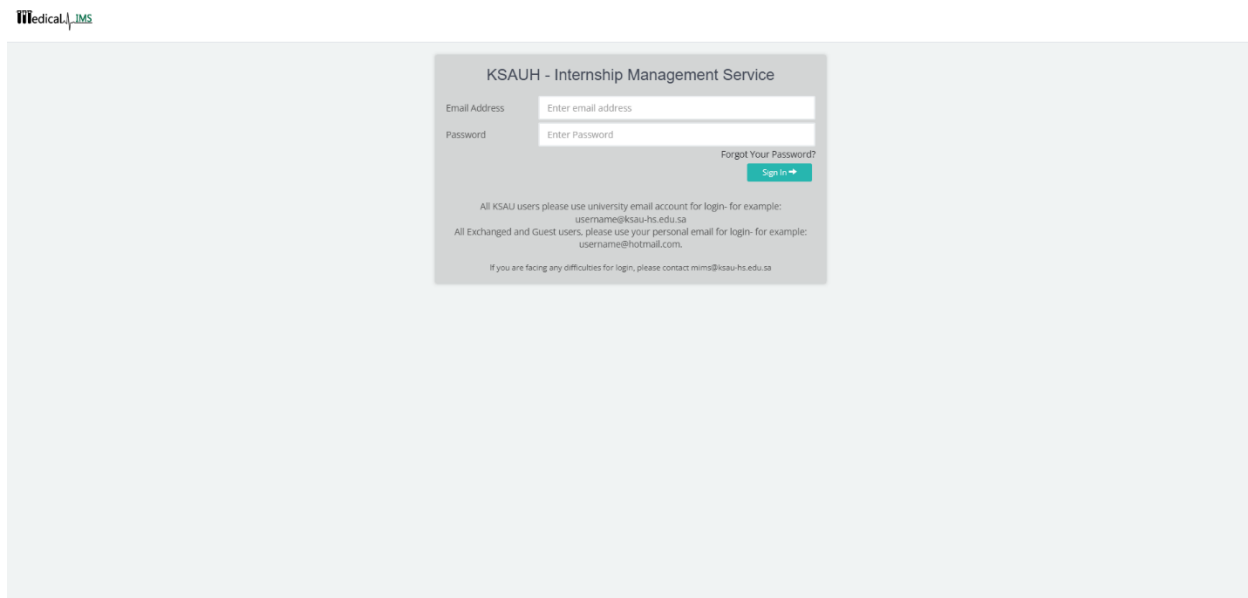 Medical IMS
KSAUH - Internship Management Service
Email Address Enter email address
Password Enter Password
Forgot Your Password?
Sign In
All KSAU users please use university email account for login- for example:
username@ksau-hs.edu.sa
All Exchanged and Guest users, please use your personal email for login- for example:
username@hotmail.com.
If you are facing any difficulties for login, please contact mims@ksau-hs.edu.sa